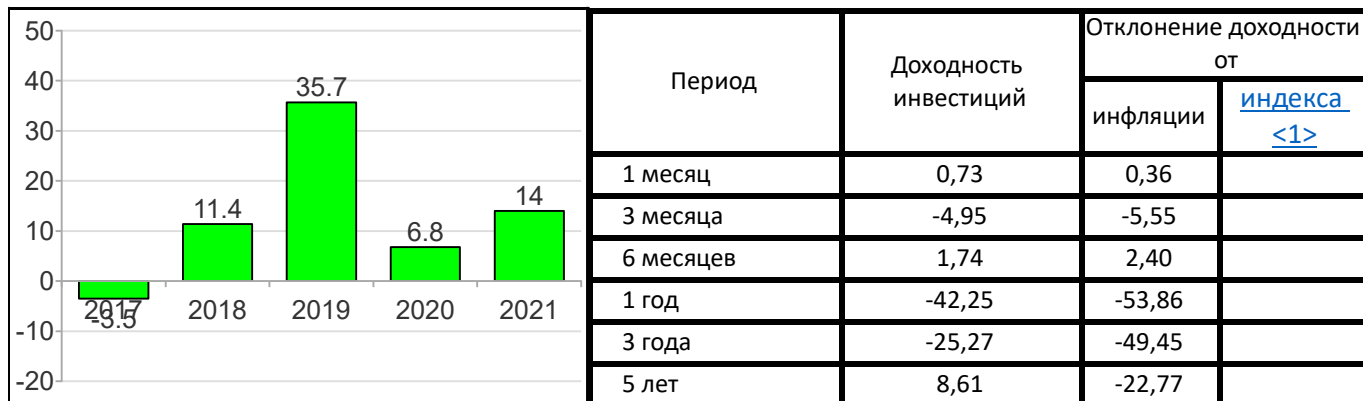 50
40
30
20
10
0
-10
-20
-3.5
11.4
35.7
6.8
14
2017 2018 2019 2020 2021
Период
Доходность
инвестиций
Отклонение доходности
от
инфляции
индекса
<1>
1 месяц 0,73 0,36
3 месяца -4,95 -5,55
6 месяцев 1,74 2,40
1 год -42,25 -53,86
3 года -25,27 -49,45
5 лет 8,61 -22,77